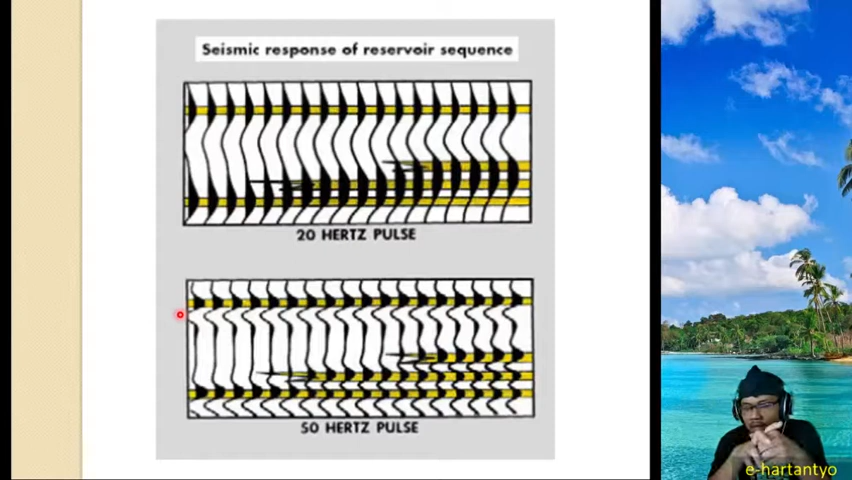 Seismic response of reservoir sequence
20 HERTZ PULSE
50 HERTZ PULSE
e-hartantyo